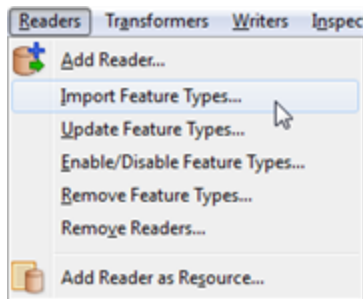 Readers Transformers Writers Inspec
Add Reader...
Import Feature Types...
Update Feature Types...
Enable/Disable Feature Types...
Remove Feature Types...
Remove Readers...
Add Reader as Resource...